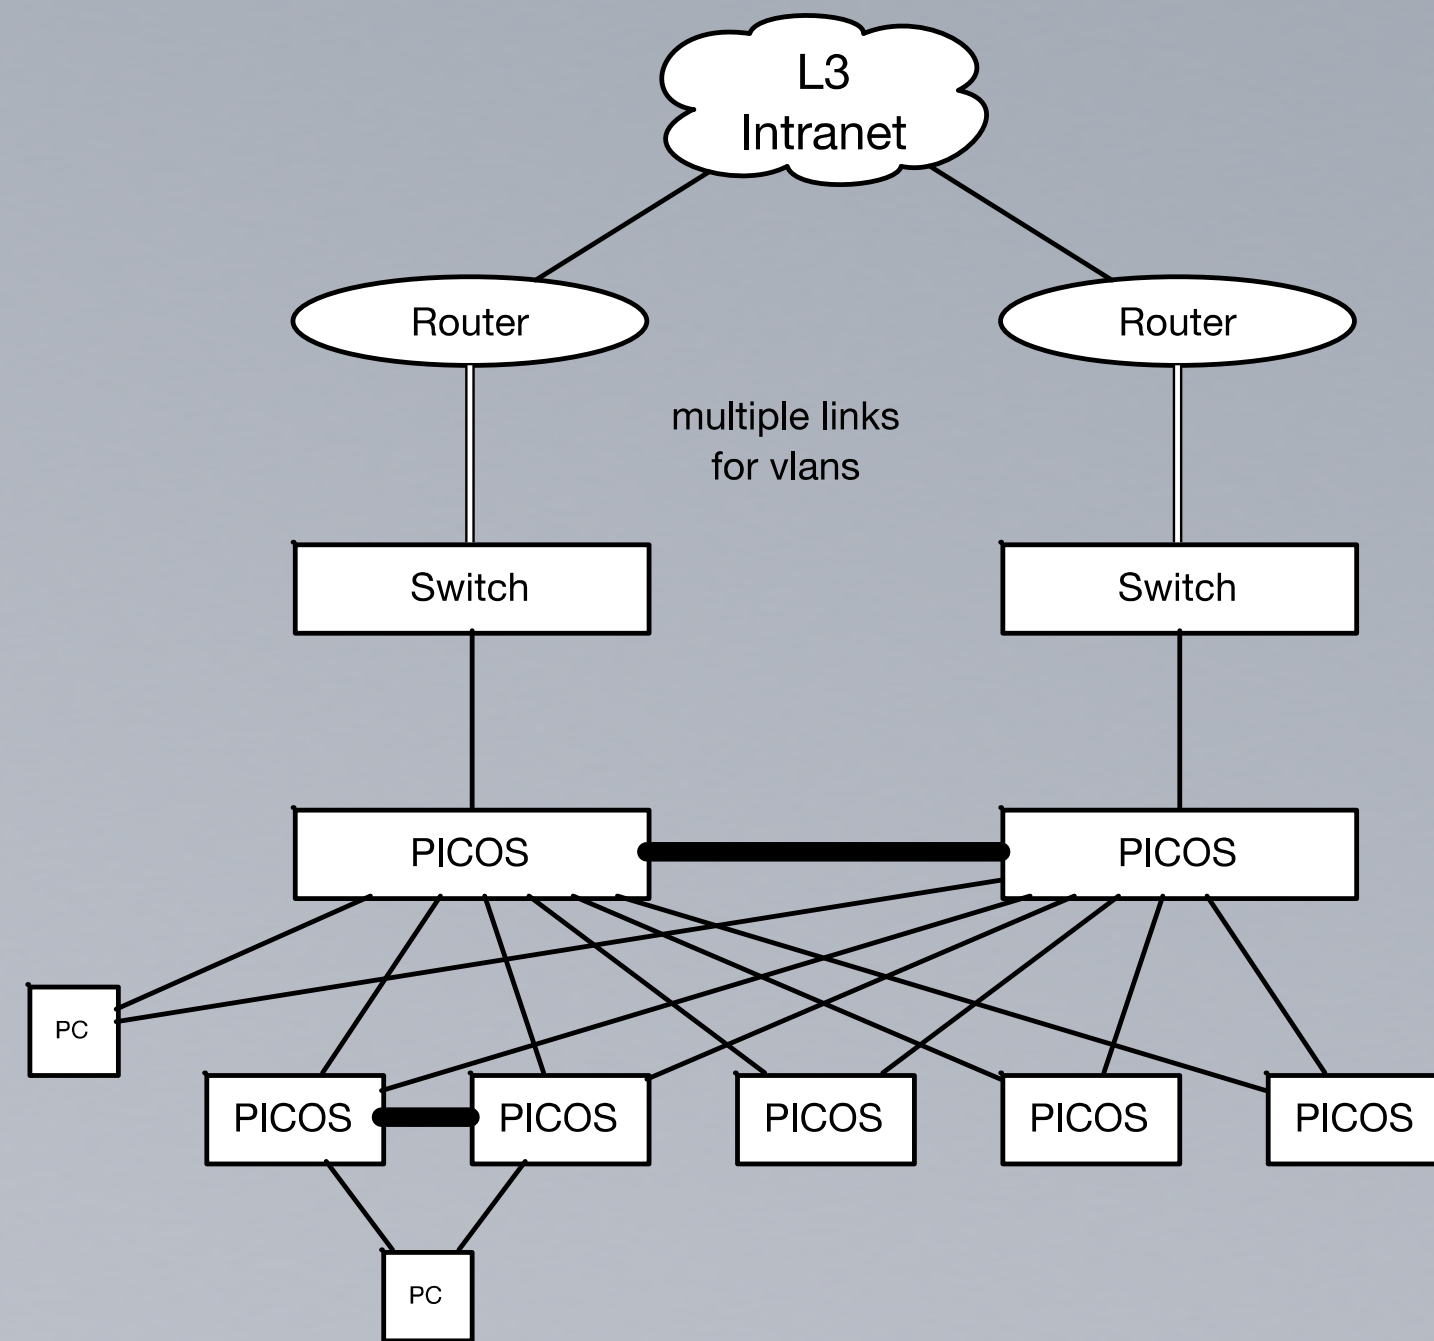 L3
Intranet
Router
Router
multiple links
for vlans
Switch
Switch
PICOS
PICOS
PC
PICOS
PICOS
PICOS
PICOS
PICOS
PC